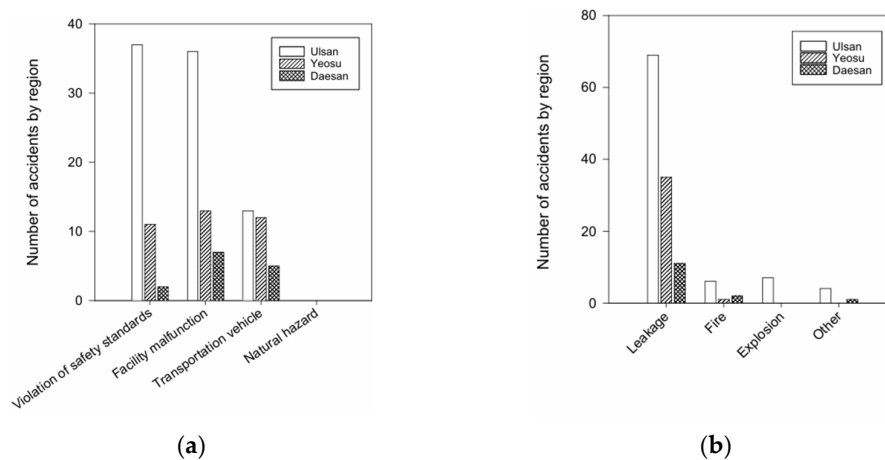 40
30
20
10
0
Number of accidents by region
Ulsan
Yeosu
Daesan
Violation of safety standards
Facility malfunction
Transportation vehicle
Natural hazard
(a)
80
60
40
20
0
Number of accidents by region
Ulsan
Yeosu
Daesan
Leakage
Fire
Explosion
Other
(b)